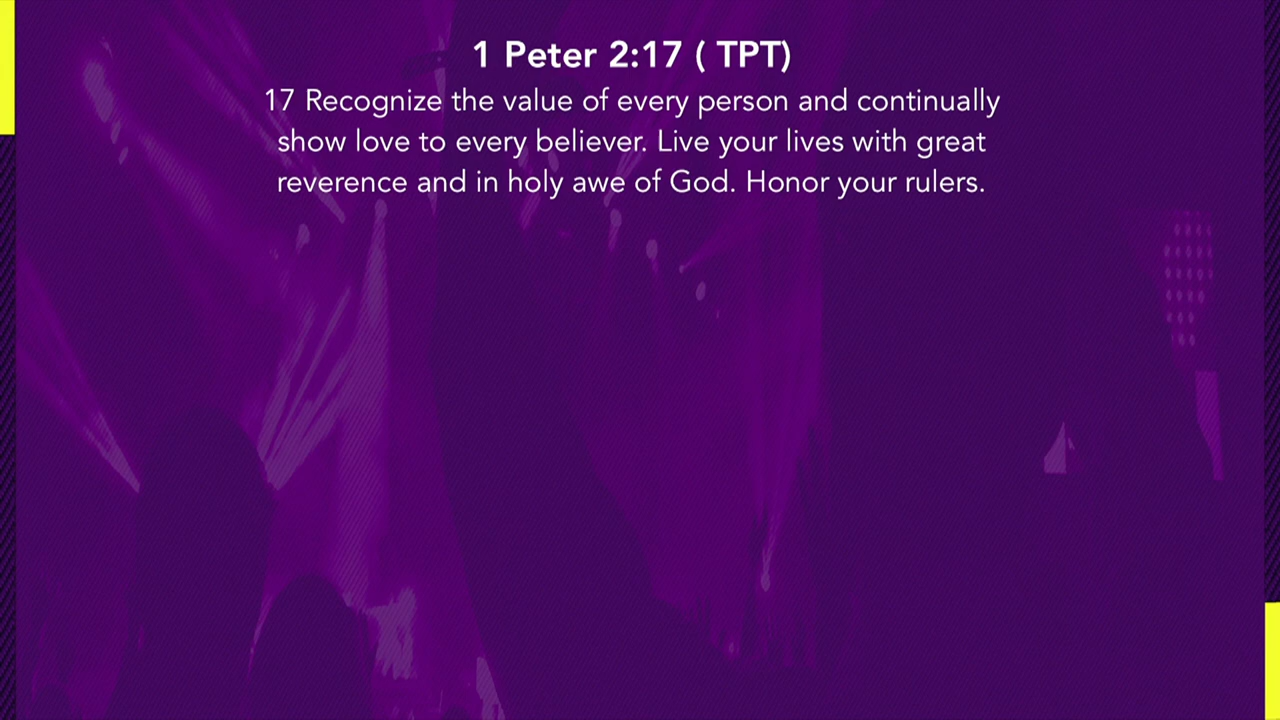 1 Peter 2:17 ( TPT)
17 Recognize the value of every person and continually
show love to every believer. Live your lives with great
reverence and in holy awe of God. Honor your rulers.